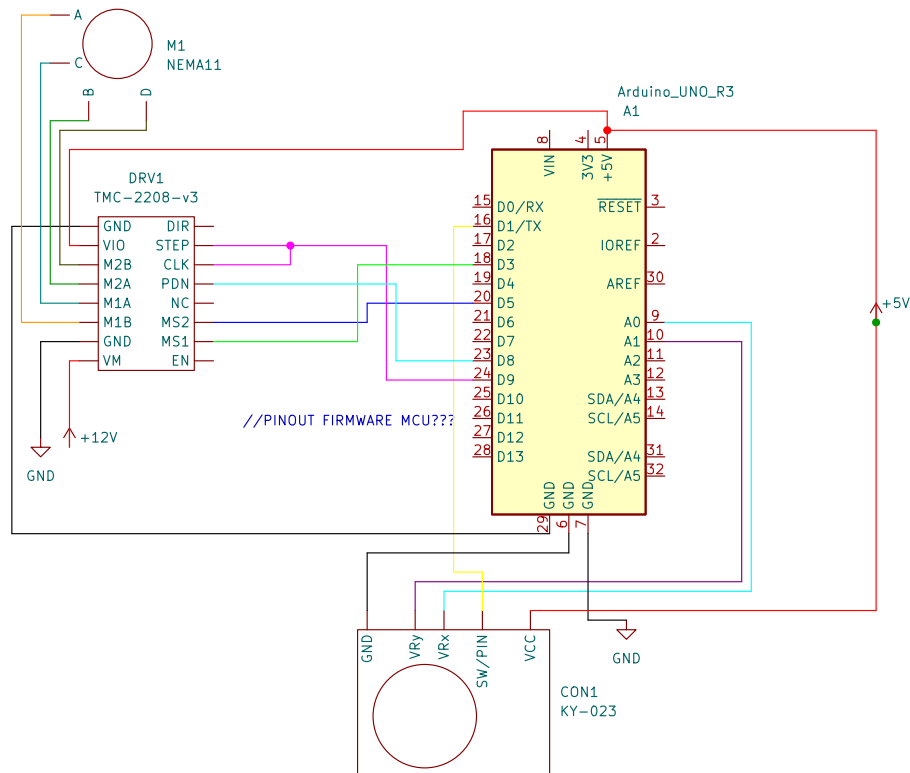 A
M1
NEMA11
C
B
D
Arduino_UNO_R3
A1
8
4
5
VIN
3V3
+5V
DRV1
TMC-2208-v3
GND
VIO
M2B
M2A
M1A
M1B
GND
VM
DIR
STEP
CLK
PDN
NC
MS2
MS1
EN
+12V
GND
//PINOUT FIRMWARE MCU???
15 D0/RX
16 D1/TX
17 D2
18 D3
19 D4
20 D5
21 D6
22 D7
23 D8
24 D9
25 D10
26 D11
27 D12
28 D13
RESET 3
IOREF 2
AREF 30
A0 9
A1 10
A2 11
A3 12
SDA/A4 13
SCL/A5 14
SDA/A4 31
SCL/A5 32
+5V
GND
GND
GND
29
6
7
GND
GND
VRy
VRx
SW/PIN
VCC
CON1
KY-023